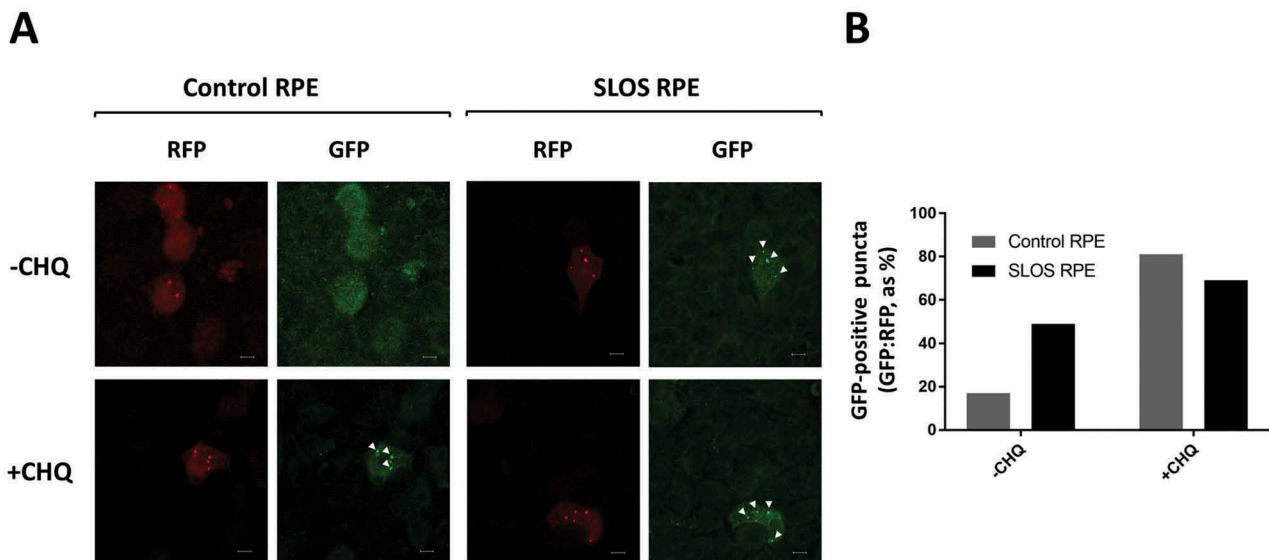 A
Control RPE
SLOS RPE
RFP
GFP
RFP
GFP
-CHQ
+CHQ
B
GFP-positive puncta
(GFP:RFP, as %)
100
80
60
40
20
0
Control RPE
SLOS RPE
-CHQ
+CHQ